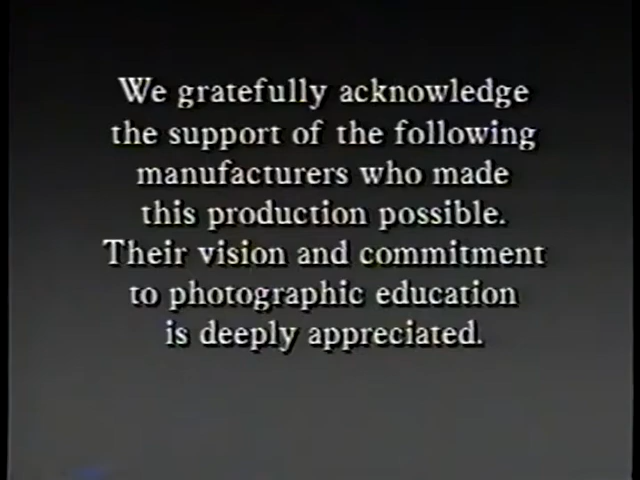 We gratefully acknowledge
the support of the following
manufacturers who made
this production possible.
Their vision and commitment
to photographic education
is deeply appreciated.